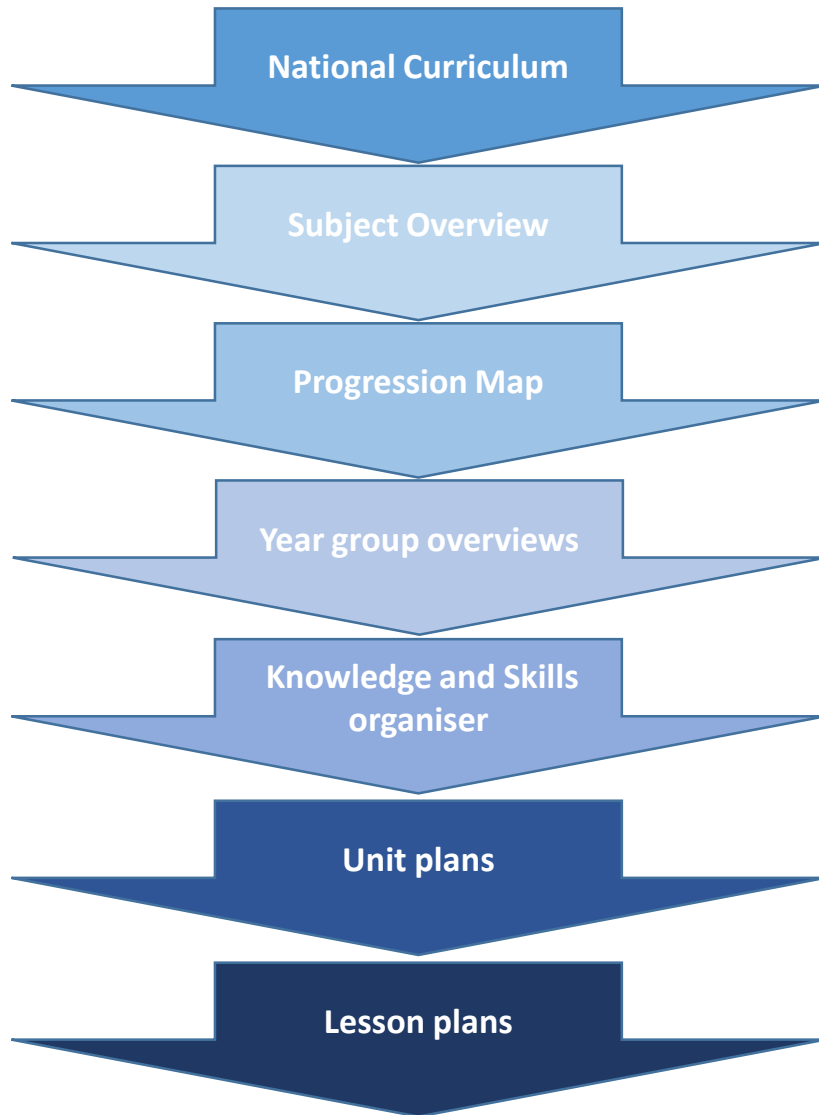 National Curriculum
Subject Overview
Progression Map
Year group overviews
Knowledge and Skills
organiser
Unit plans
Lesson plans